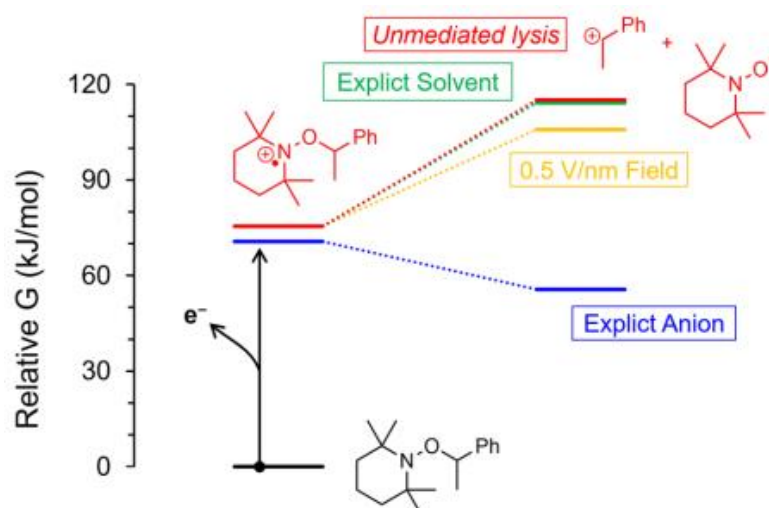 Unmediated lysis
Ph
+
Explict Solvent
N
O
120
N
O
Ph
0.5 V/nm Field
90
60
Explict Anion
e⁻
30
N
O
Ph
0
Relative G (kJ/mol)